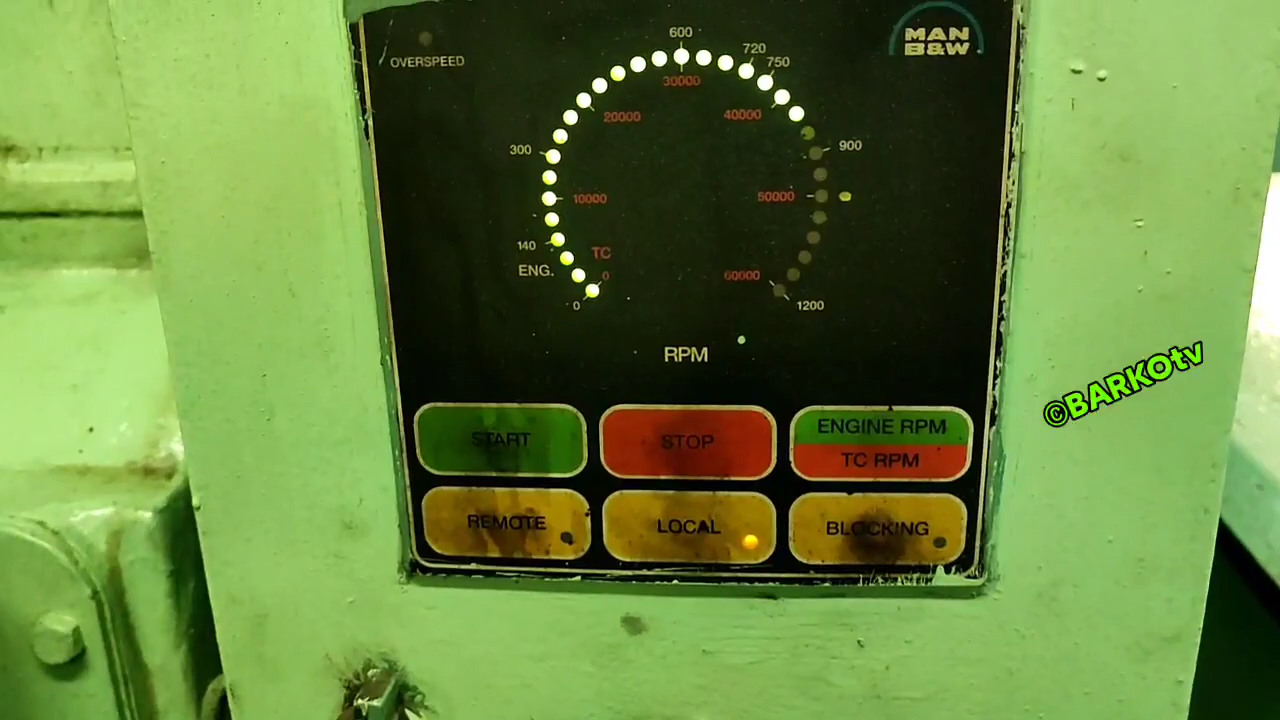 OVERSPEED
MAN
B&W
600
720
750
30000
20000
40000
300
900
10000
50000
140
TC
ENG.
0
60000
0
1200
RPM
START
STOP
ENGINE RPM
TC RPM
REMOTE
LOCAL
BLOCKING
©BARKOtv